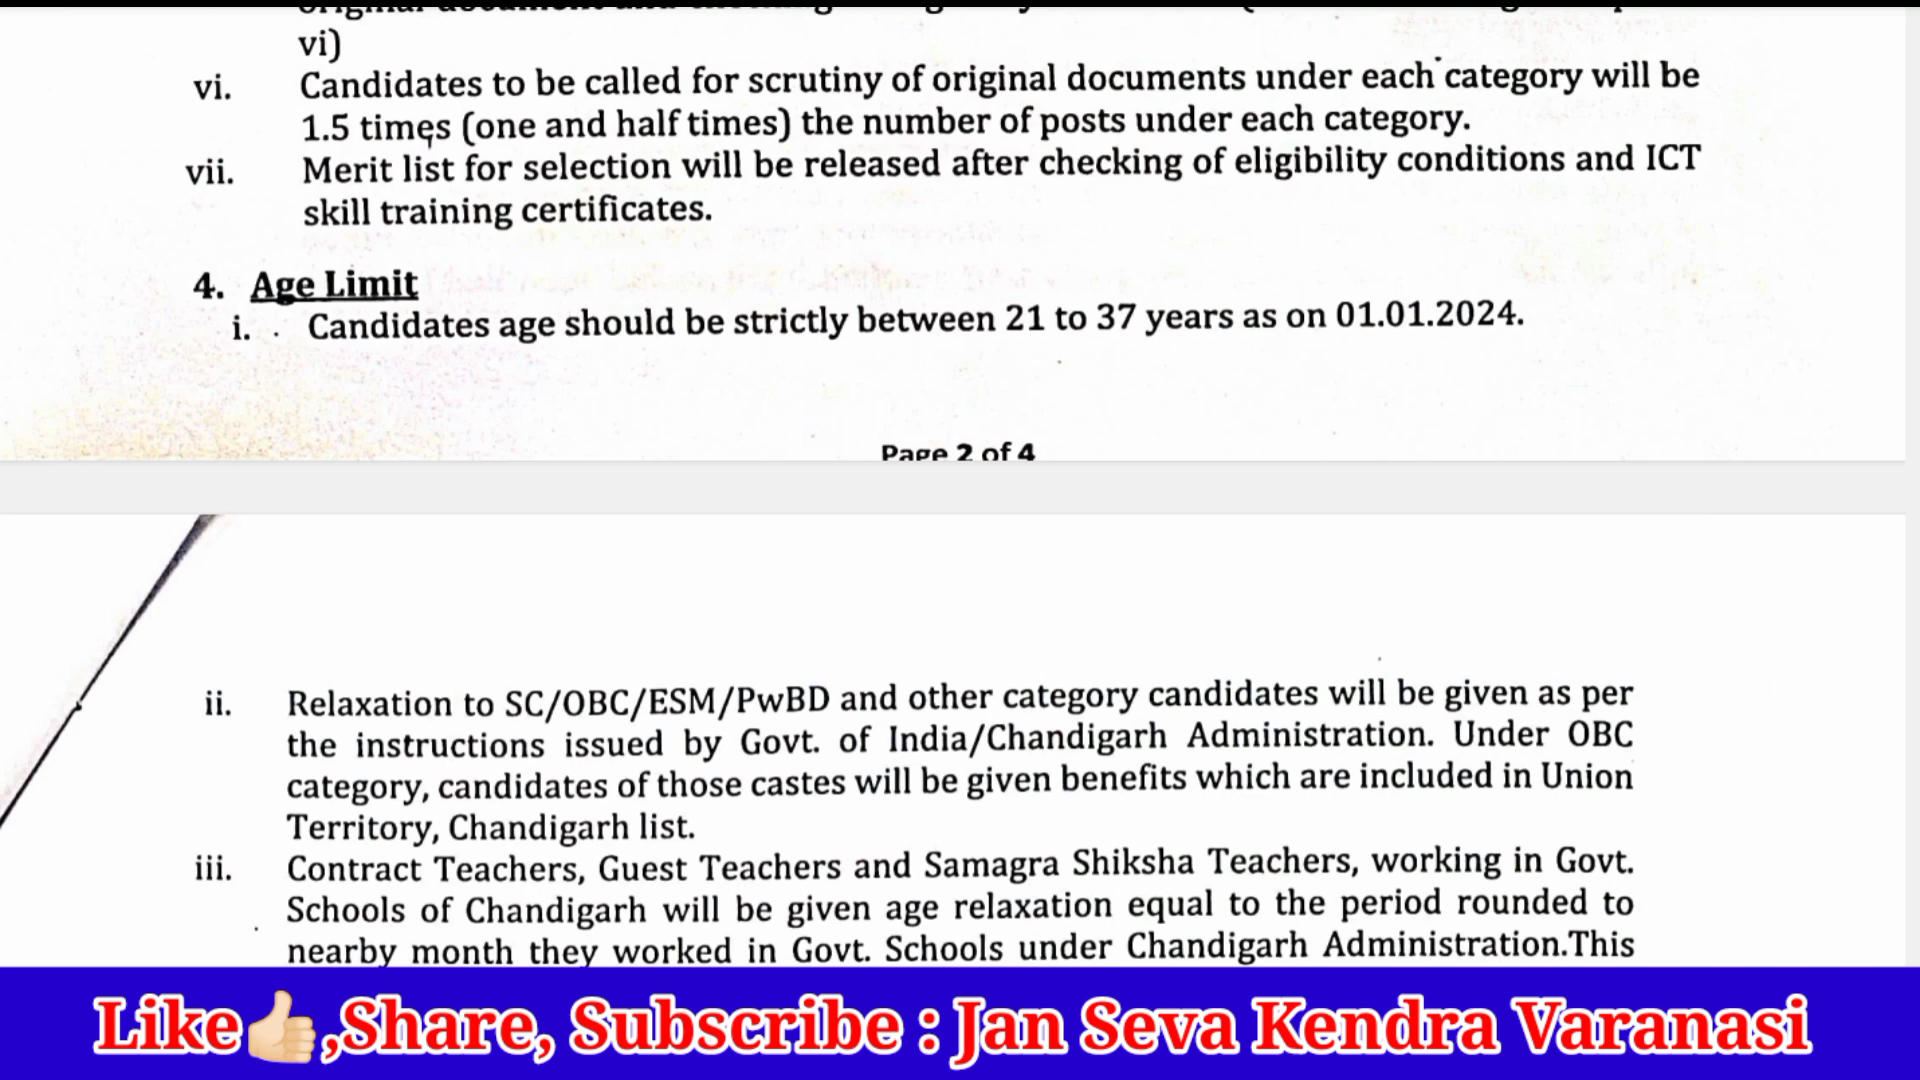 vi)
vi. Candidates to be called for scrutiny of original documents under each category will be
1.5 times (one and half times) the number of posts under each category.
vii. Merit list for selection will be released after checking of eligibility conditions and ICT
skill training certificates.
4. Age Limit
i. Candidates age should be strictly between 21 to 37 years as on 01.01.2024.
Page 2 of 4
ii. Relaxation to SC/OBC/ESM/PwBD and other category candidates will be given as per
the instructions issued by Govt. of India/Chandigarh Administration. Under OBC
category, candidates of those castes will be given benefits which are included in Union
Territory, Chandigarh list.
iii. Contract Teachers, Guest Teachers and Samagra Shiksha Teachers, working in Govt.
Schools of Chandigarh will be given age relaxation equal to the period rounded to
nearby month they worked in Govt. Schools under Chandigarh Administration.This
Like👍🏻,Share, Subscribe : Jan Seva Kendra Varanasi